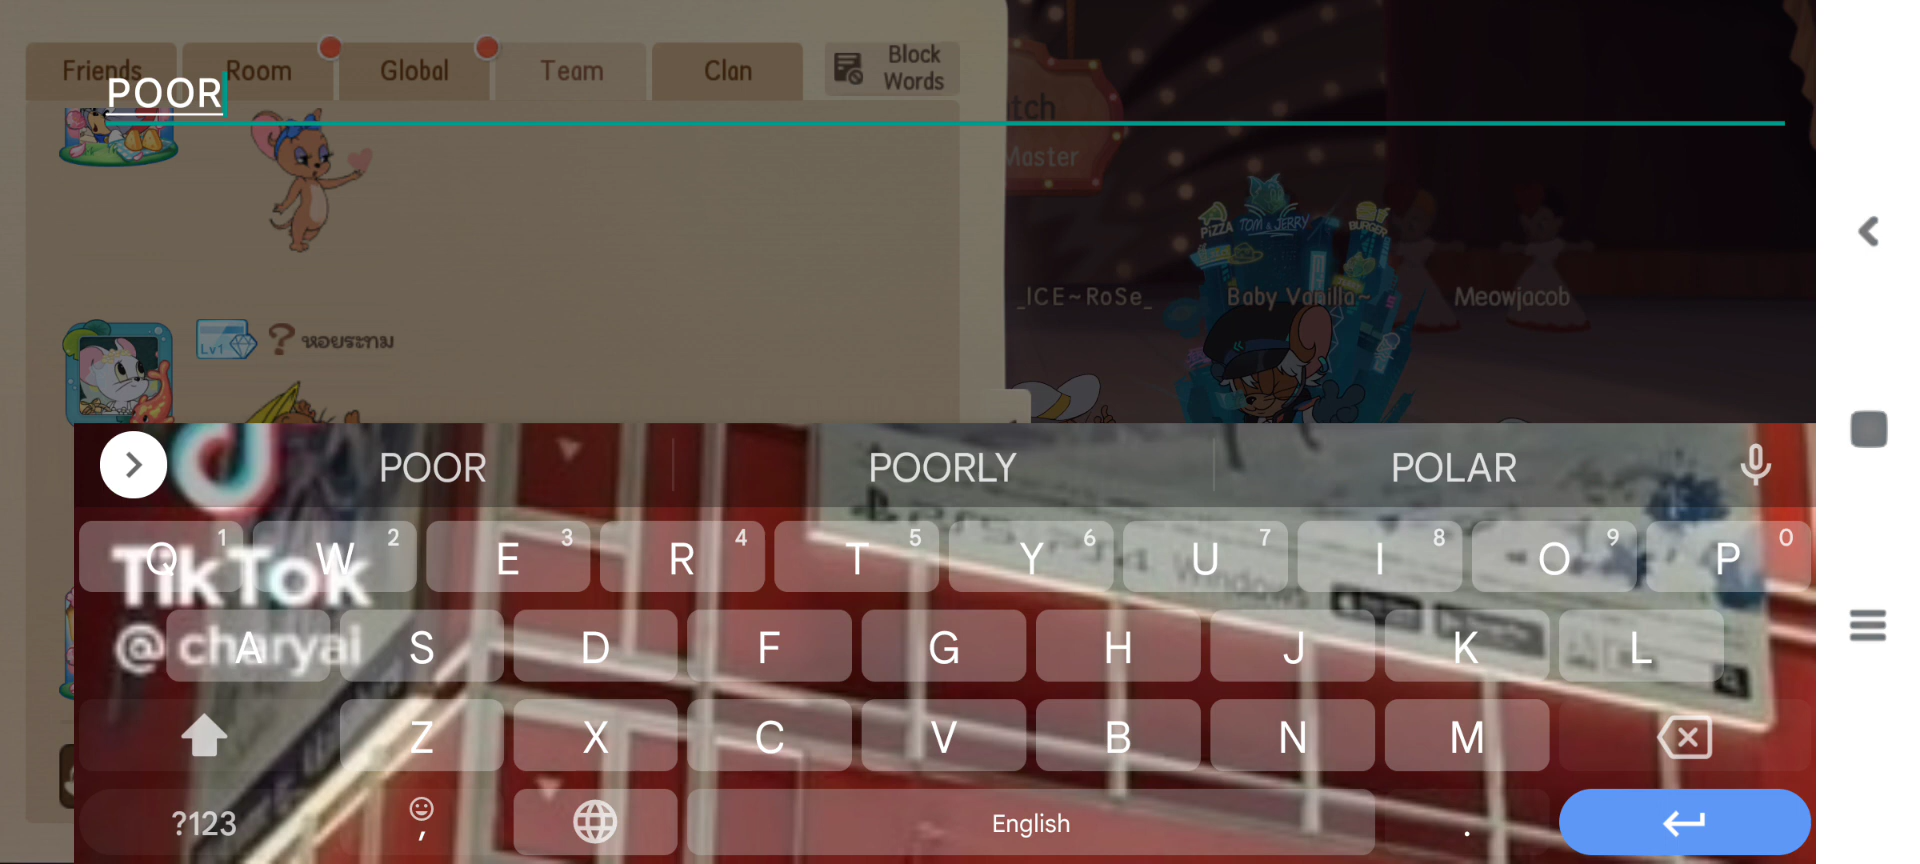 Friends
Room
Global
Team
Clan
Block
Words
POOR
tch
Master
PIZZA
TOM & JERRY
BURGER
_ICE~RoSe_
Baby Vanilla~
Meowjacob
Lv1
? หอยระทม
POOR
POORLY
POLAR
1 2 3 4 5 6 7 8 9 0
Q W E R T Y U I O P
TikTok
@charyai
Windows
A S D F G H J K L
Z X C V B N M
?123
,
English
.